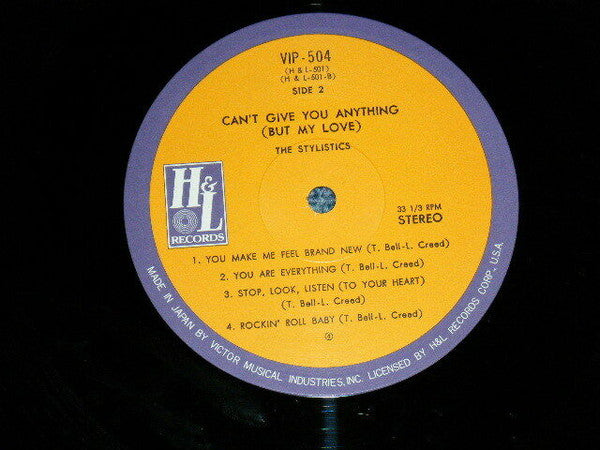 VIP-504
(H & L-501)
(H & L-501-B)
SIDE 2
CAN'T GIVE YOU ANYTHING
(BUT MY LOVE)
THE STYLISTICS
H&L
RECORDS
33 1/3 RPM
STEREO
1. YOU MAKE ME FEEL BRAND NEW (T. Bell-L. Creed)
2. YOU ARE EVERYTHING (T. Bell-L. Creed)
3. STOP, LOOK, LISTEN (TO YOUR HEART)
(T. Bell-L. Creed)
4. ROCKIN' ROLL BABY (T. Bell-L. Creed)
MADE IN JAPAN BY VICTOR MUSICAL INDUSTRIES, INC. LICENSED BY H&L RECORDS CORP., U.S.A.